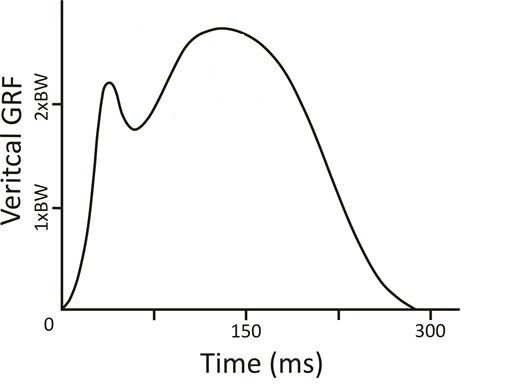 Veritcal GRF
2xBW
1xBW
0
150
300
Time (ms)